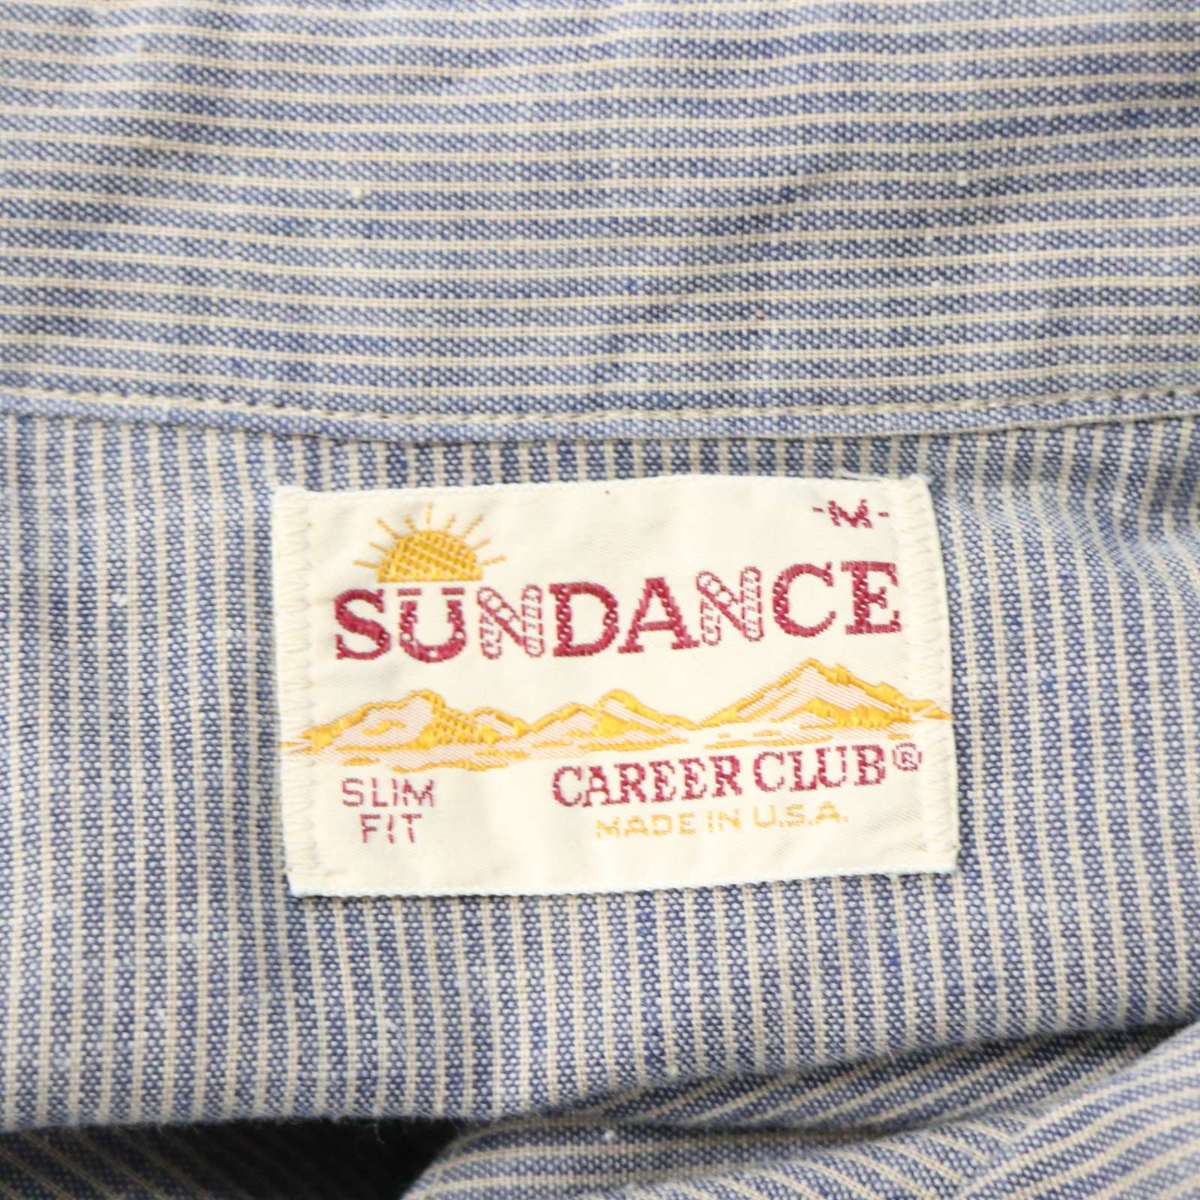 -M-
SUNDANCE
SLIM
FIT
CAREER CLUB®
MADE IN U.S.A.